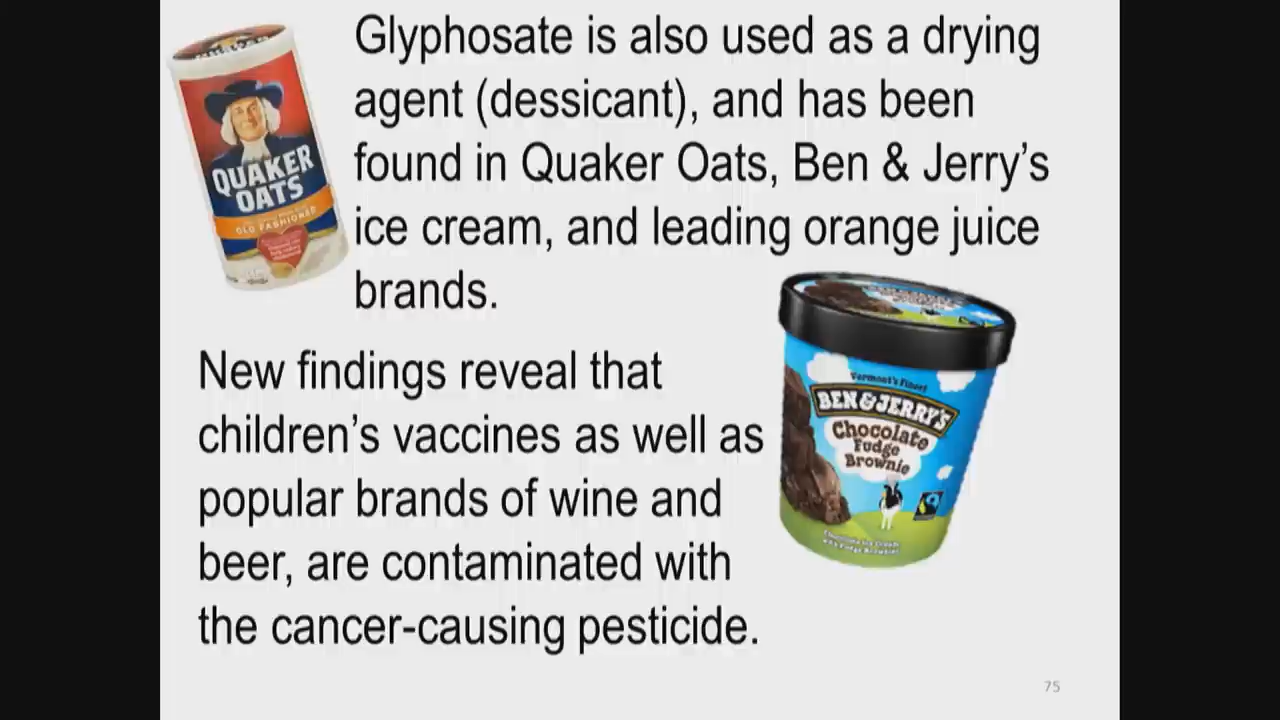 Glyphosate is also used as a drying
agent (dessicant), and has been
found in Quaker Oats, Ben & Jerry’s
ice cream, and leading orange juice
brands.
QUAKER
OATS
OLD FASHIONED
New findings reveal that
children’s vaccines as well as
popular brands of wine and
beer, are contaminated with
the cancer-causing pesticide.
Vermont's Finest
BEN & JERRY'S
Chocolate
Fudge
Brownie
75